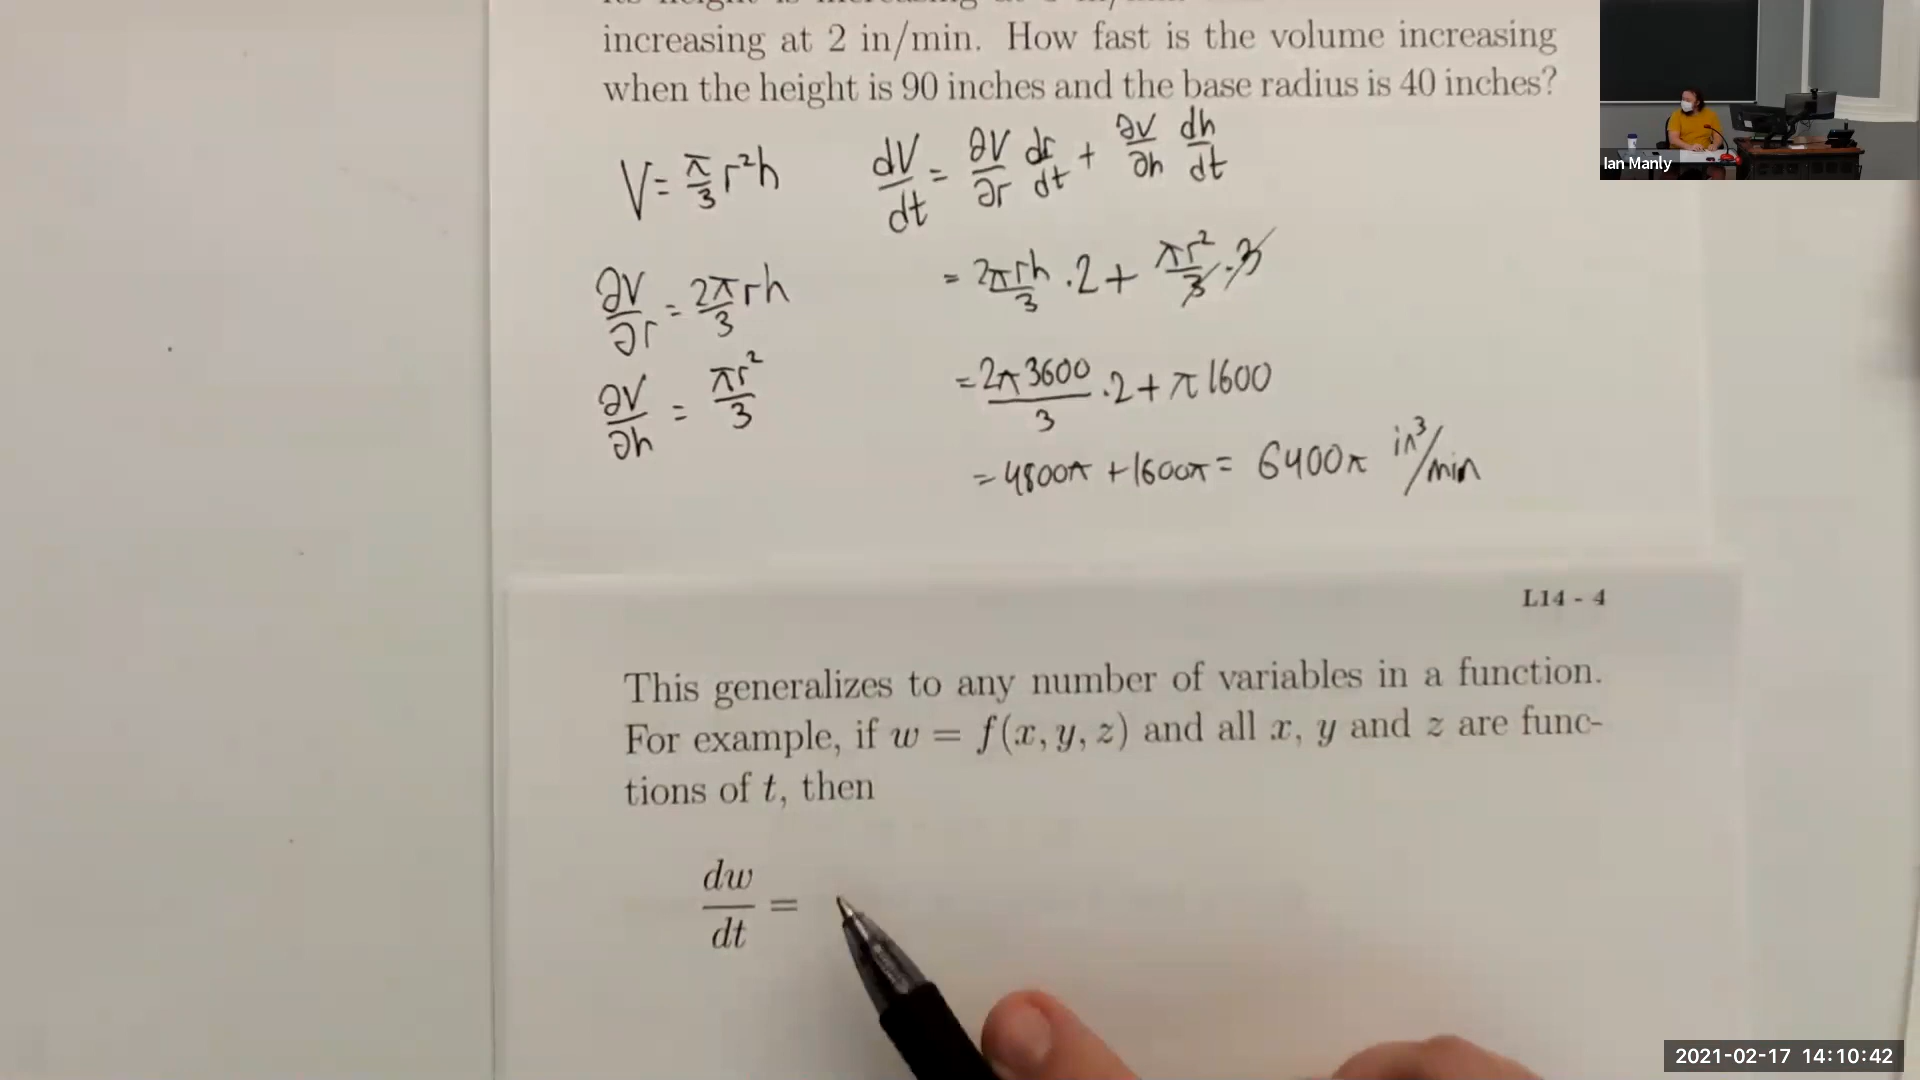 increasing at 2 in/min. How fast is the volume increasing
when the height is 90 inches and the base radius is 40 inches?
V = π/3 r²h
dV/dt = ∂V/∂r dr/dt + ∂V/∂h dh/dt
∂V/∂r = 2π/3 rh
= 2πrh/3 · 2 + πr²/3 · 3
∂V/∂h = πr²/3
= 2π3600/3 · 2 + π1600
= 4800π + 1600π = 6400π in³/min
L14 - 4
This generalizes to any number of variables in a function.
For example, if w = f(x, y, z) and all x, y and z are func-
tions of t, then
dw/dt =
Ian Manly
2021-02-17 14:10:42